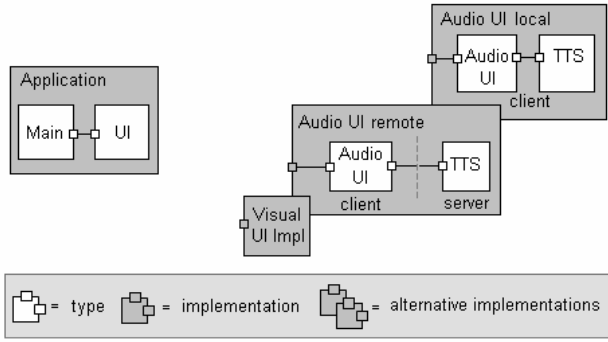 Audio UI local
Audio
UI
TTS
client
Application
Main
UI
Audio UI remote
Audio
UI
TTS
client
server
Visual
UI Impl
= type
= implementation
= alternative implementations